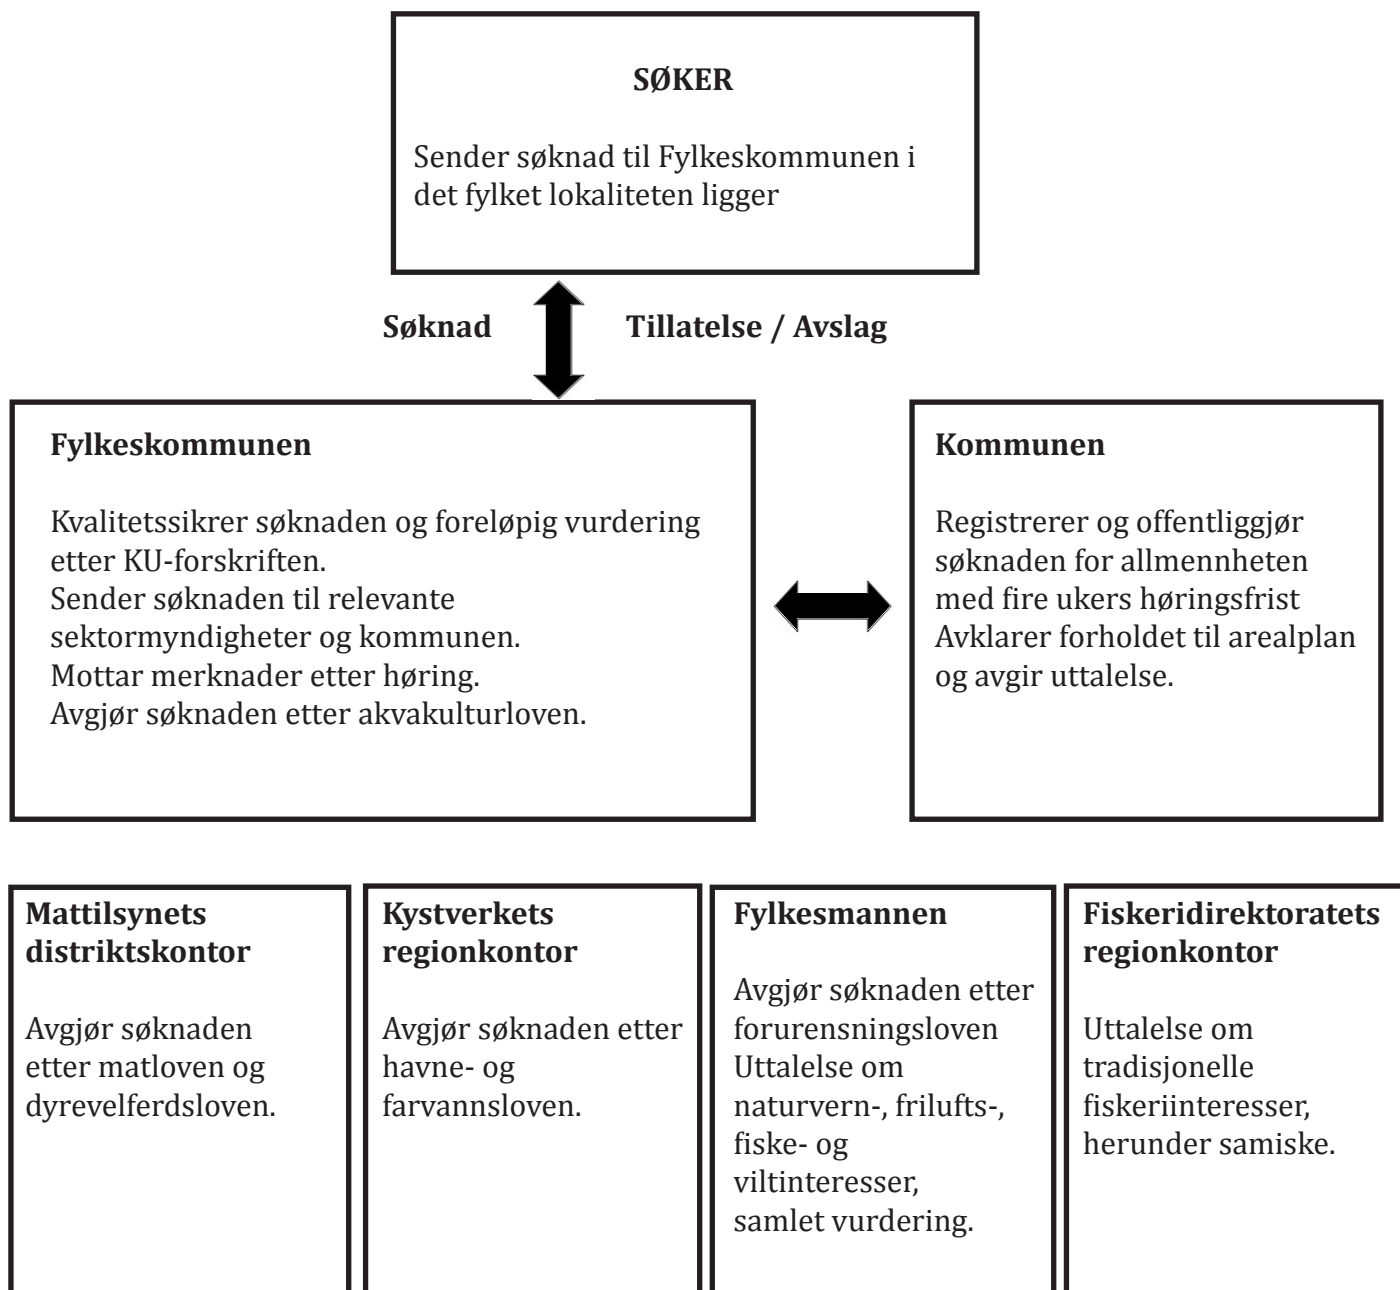 SØKER
Sender søknad til Fylkeskommunen i
det fylket lokaliteten ligger
Søknad
Tillatelse / Avslag
Fylkeskommunen
Kvalitetssikrer søknaden og foreløpig vurdering
etter KU-forskriften.
Sender søknaden til relevante
sektormyndigheter og kommunen.
Mottar merknader etter høring.
Avgjør søknaden etter akvakulturloven.
Kommunen
Registrerer og offentliggjør
søknaden for allmennheten
med fire ukers høringsfrist
Avklarer forholdet til arealplan
og avgir uttalelse.
Mattilsynets
distriktskontor
Avgjør søknaden
etter matloven og
dyrevelferdsloven.
Kystverkets
regionkontor
Avgjør søknaden etter
havne- og
farvannsloven.
Fylkesmannen
Avgjør søknaden etter
forurensningsloven
Uttalelse om
naturvern-, frilufts-,
fiske- og
viltinteresser,
samlet vurdering.
Fiskeridirektoratets
regionkontor
Uttalelse om
tradisjonelle
fiskeriinteresser,
herunder samiske.